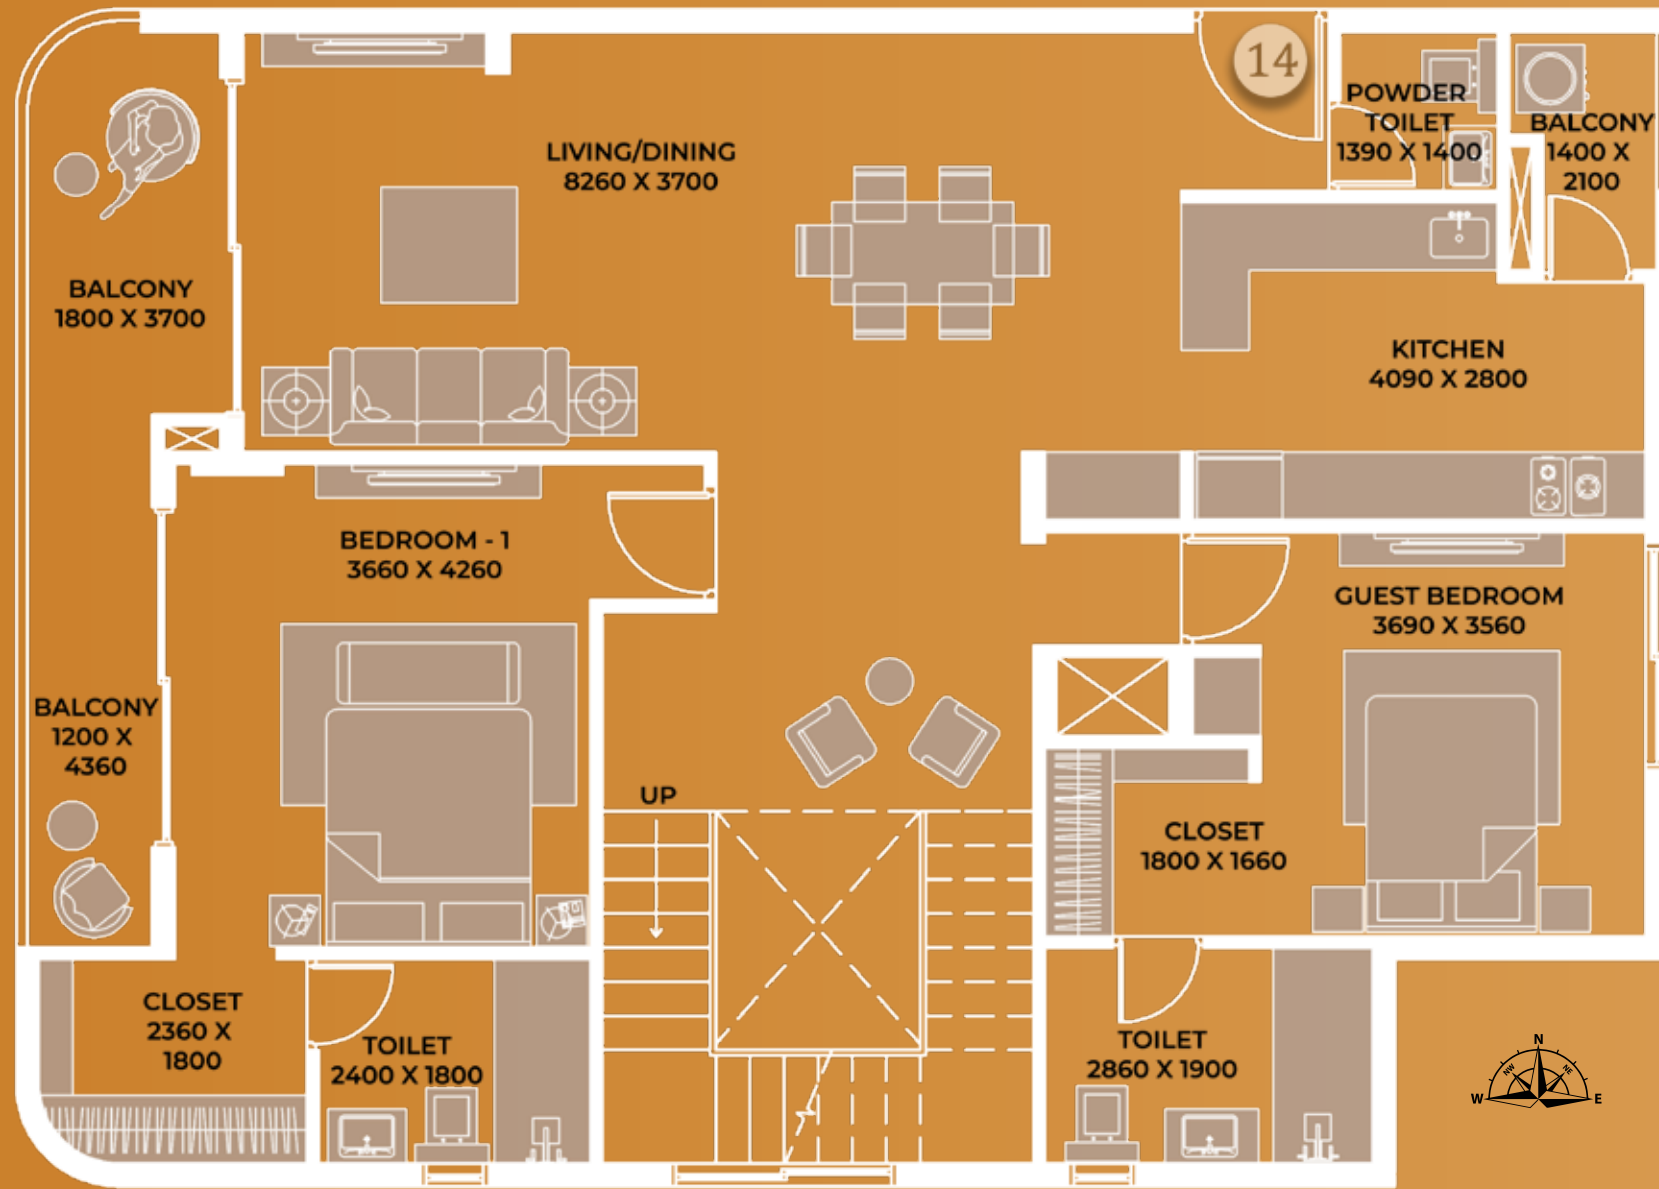 14
POWDER
TOILET
1390 X 1400
BALCONY
1400 X
2100
LIVING/DINING
8260 X 3700
BALCONY
1800 X 3700
KITCHEN
4090 X 2800
BEDROOM - 1
3660 X 4260
GUEST BEDROOM
3690 X 3560
BALCONY
1200 X
4360
UP
CLOSET
1800 X 1660
CLOSET
2360 X
1800
TOILET
2400 X 1800
TOILET
2860 X 1900
N
NW
NE
W
E